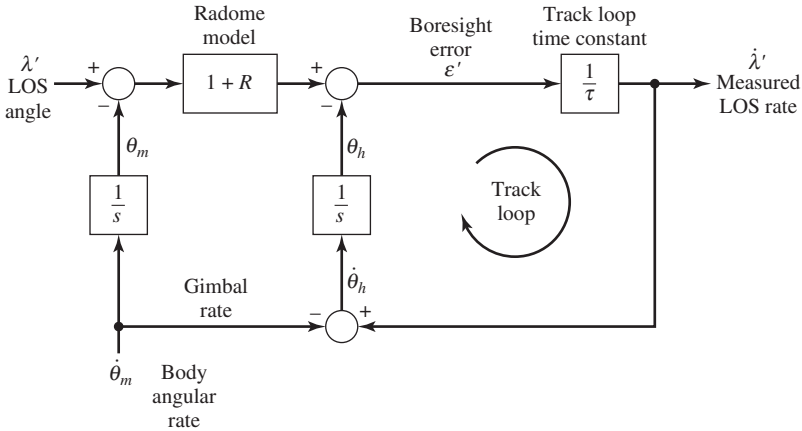 Radome
model
Boresight
error
ε′
Track loop
time constant
λ′
LOS
angle
+
−
1 + R
+
−
1/τ
λ̇′
Measured
LOS rate
θm
θh
1/s
1/s
Track
loop
θ̇h
Gimbal
rate
−
+
θ̇m
Body
angular
rate